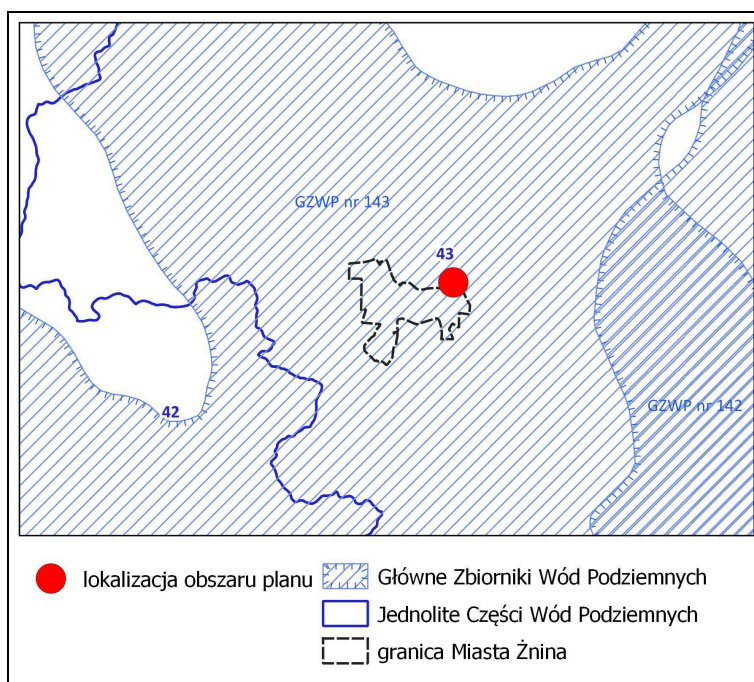 GZWP nr 143
43
GZWP nr 142
42
lokalizacja obszaru planu
Główne Zbiorniki Wód Podziemnych
Jednolite Części Wód Podziemnych
granica Miasta Żnina